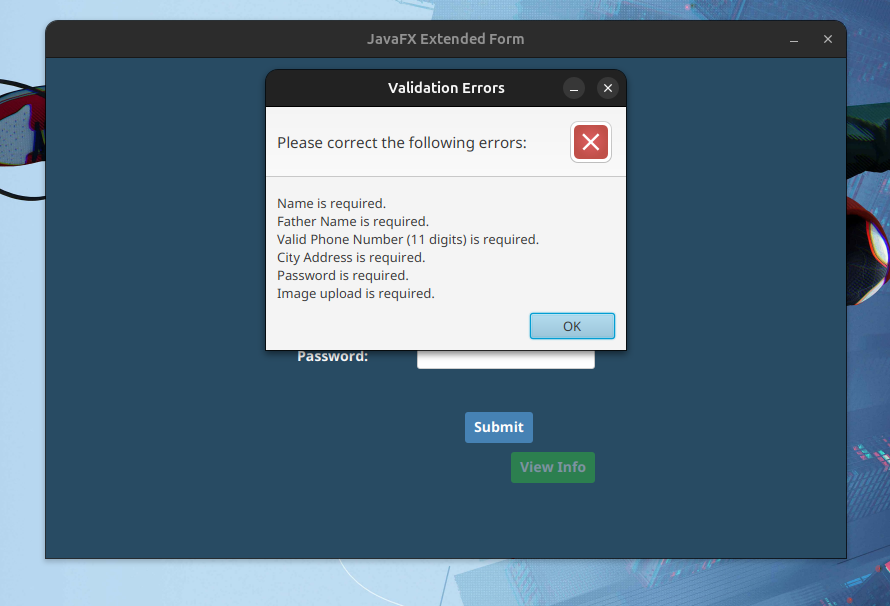 JavaFX Extended Form
Validation Errors
Please correct the following errors:
Name is required.
Father Name is required.
Valid Phone Number (11 digits) is required.
City Address is required.
Password is required.
Image upload is required.
OK
Password:
Submit
View Info